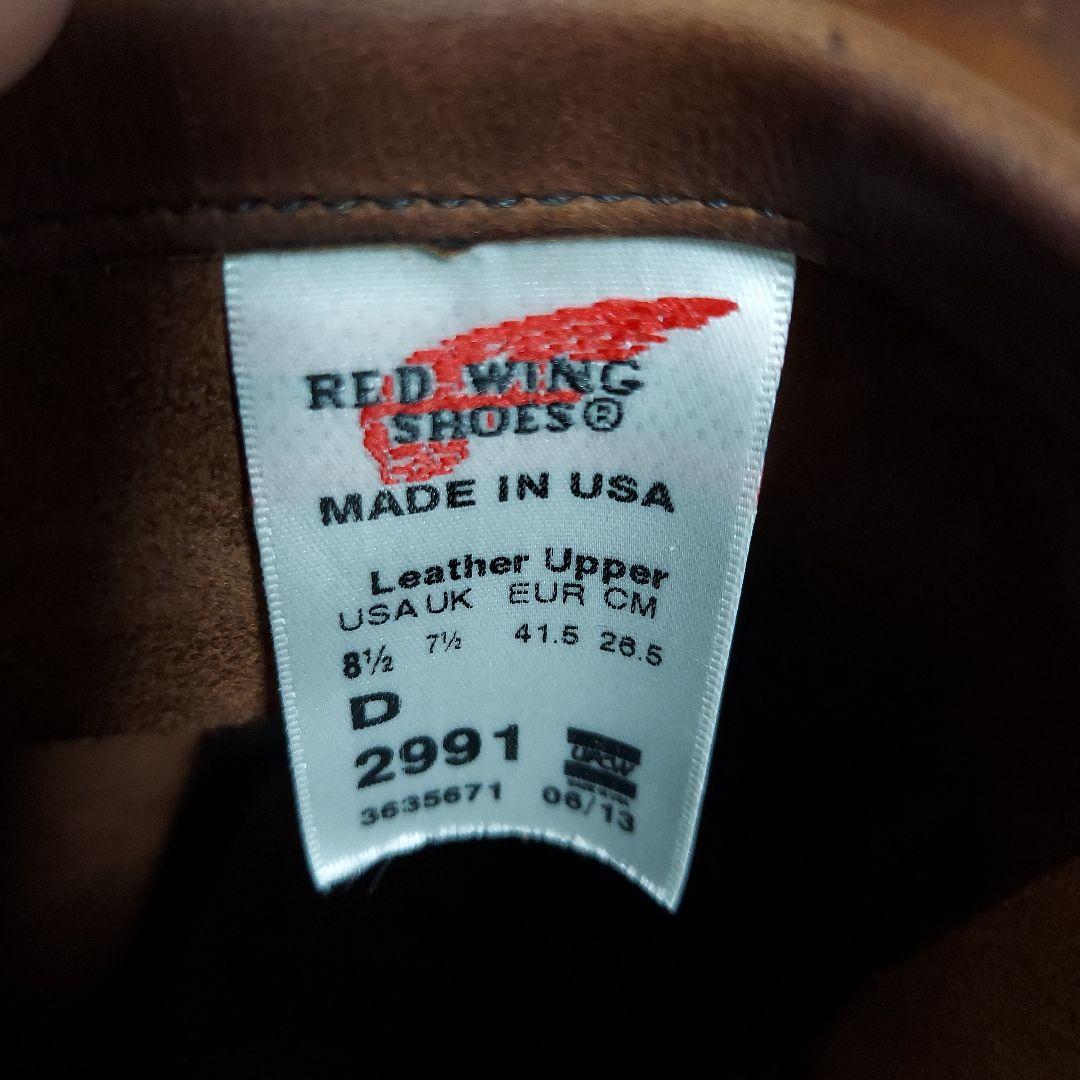 RED WING
SHOES®
MADE IN USA
Leather Upper
USA UK EUR CM
8½ 7½ 41.5 26.5
D
2991
UFCW
3635671 06/13